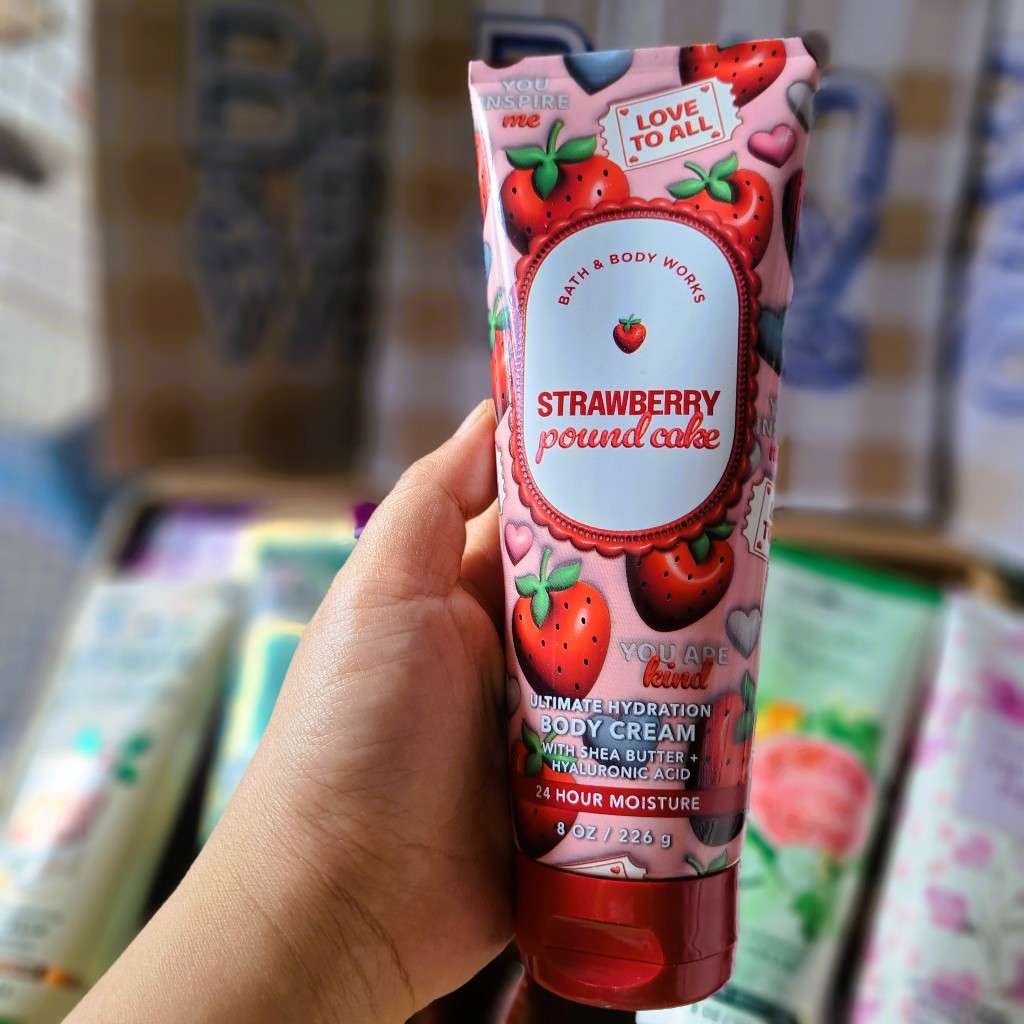 YOU
INSPIRE
me
LOVE
TO ALL
BATH & BODY WORKS
STRAWBERRY
pound cake
YOU ARE
kind
ULTIMATE HYDRATION
BODY CREAM
WITH SHEA BUTTER +
HYALURONIC ACID
24 HOUR MOISTURE
8 OZ / 226 g